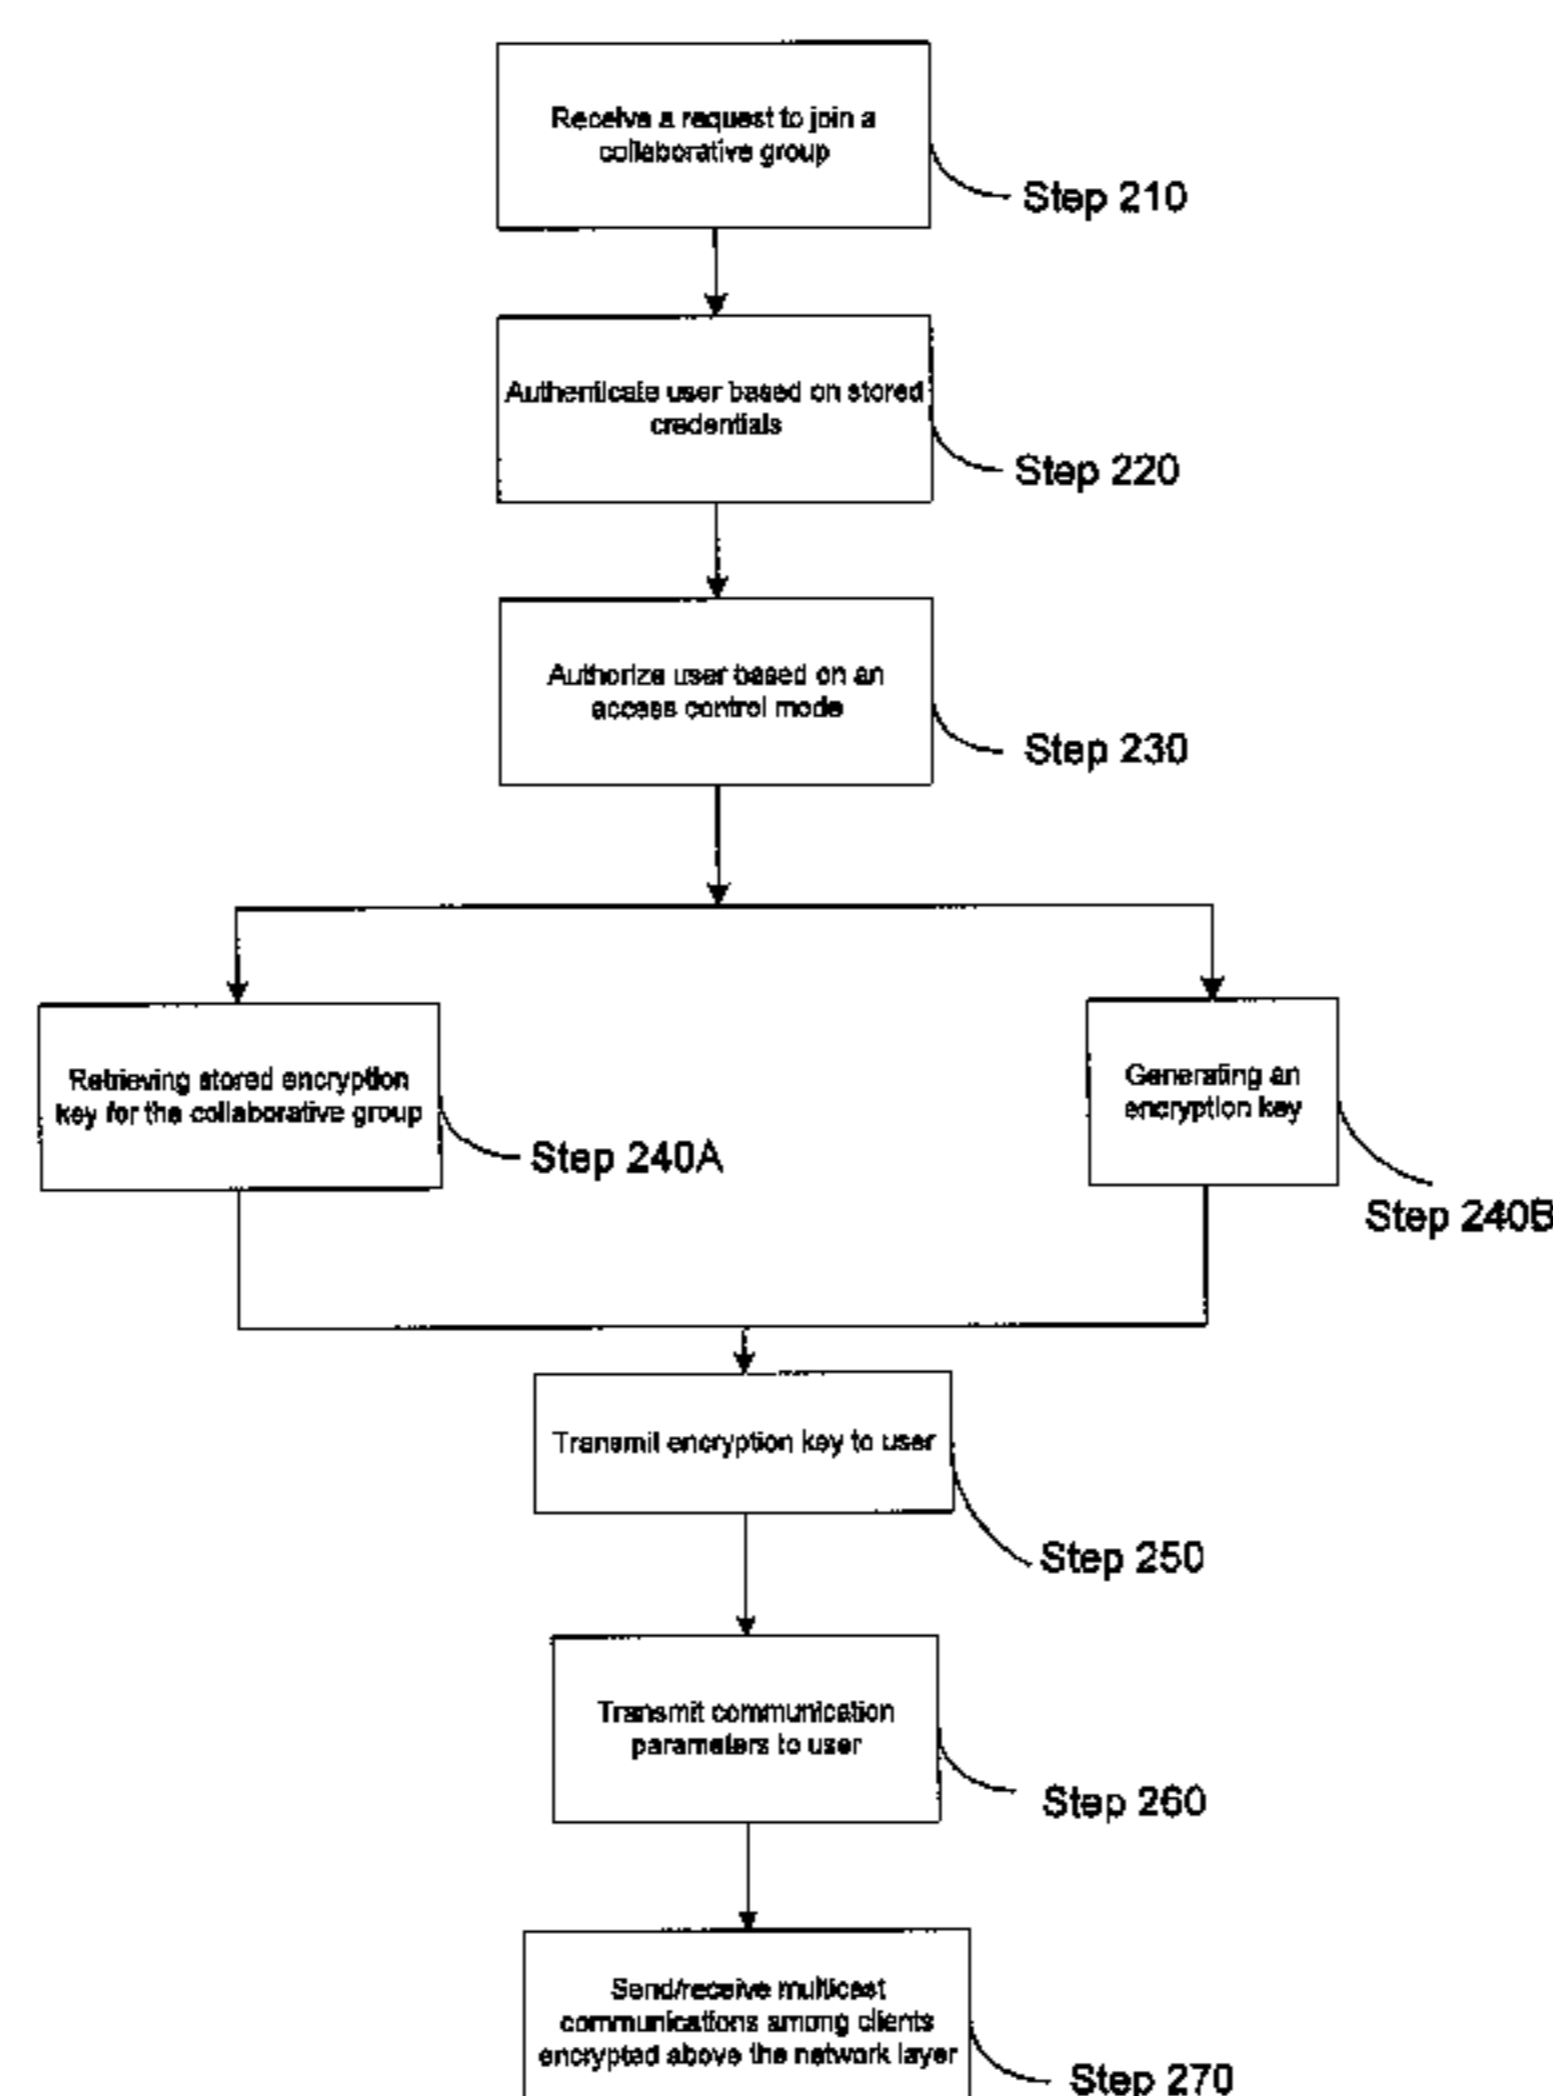 Receive a request to join a
collaborative group
Step 210
Authenticate user based on stored
credentials
Step 220
Authorize user based on an
access control mode
Step 230
Retrieving stored encryption
key for the collaborative group
Step 240A
Generating an
encryption key
Step 240B
Transmit encryption key to user
Step 250
Transmit communication
parameters to user
Step 260
Send/receive multicast
communications among clients
encrypted above the network layer
Step 270